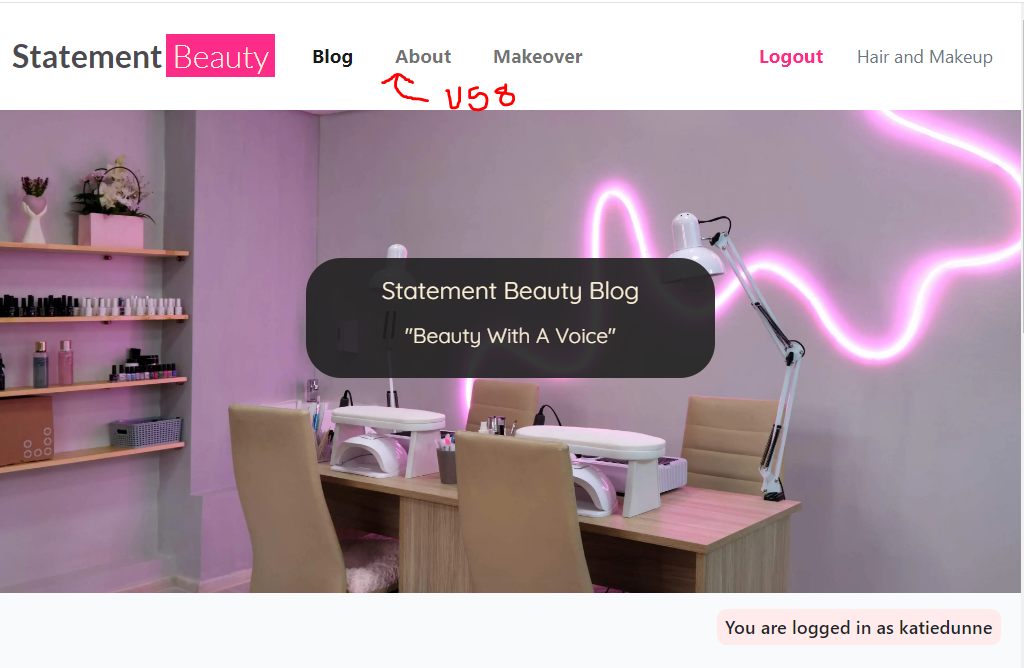 Statement Beauty Blog About Makeover Logout Hair and Makeup
US8
Statement Beauty Blog
"Beauty With A Voice"
You are logged in as katiedunne